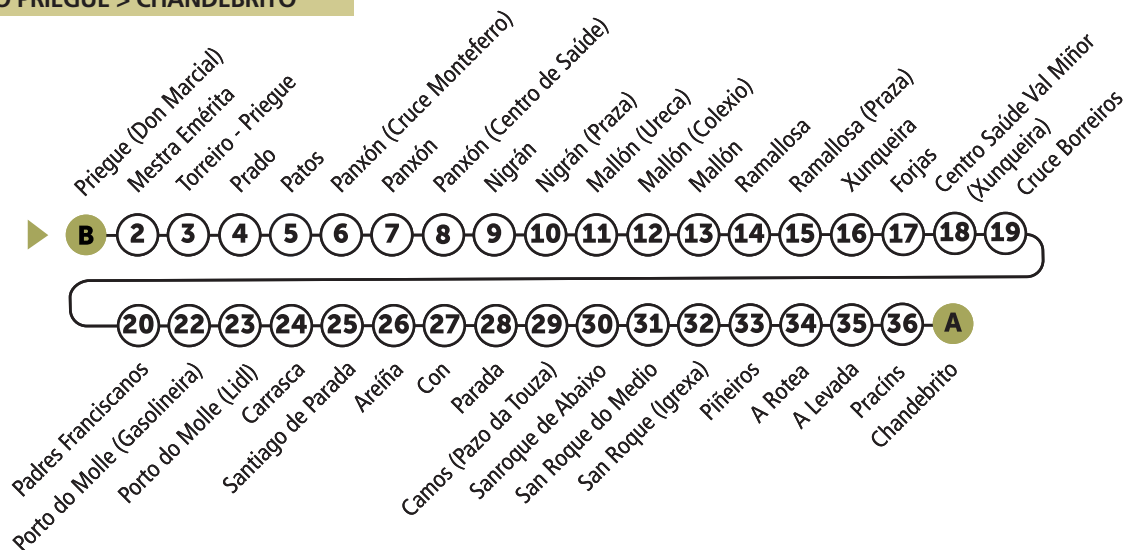 O PRIEGUE > CHANDEBRITO
Priegue (Don Marcial)
Mestra Emérita
Torreiro - Priegue
Prado
Patos
Panxón (Cruce Monteferro)
Panxón
Panxón (Centro de Saúde)
Nigrán
Nigrán (Praza)
Mallón (Ureca)
Mallón (Colexio)
Mallón
Ramallosa
Ramallosa (Praza)
Xunqueira
Forjas
Centro Saúde Val Miñor
(Xunqueira)
Cruce Borreiros
B 2 3 4 5 6 7 8 9 10 11 12 13 14 15 16 17 18 19
20 22 23 24 25 26 27 28 29 30 31 32 33 34 35 36 A
Padres Franciscanos
Porto do Molle (Gasolineira)
Porto do Molle (Lidl)
Carrasca
Santiago de Parada
Areíña
Con
Parada
Camos (Pazo da Touza)
Sanroque de Abaixo
San Roque do Medio
San Roque (Igrexa)
Piñeiros
A Rotea
A Levada
Pracíns
Chandebrito